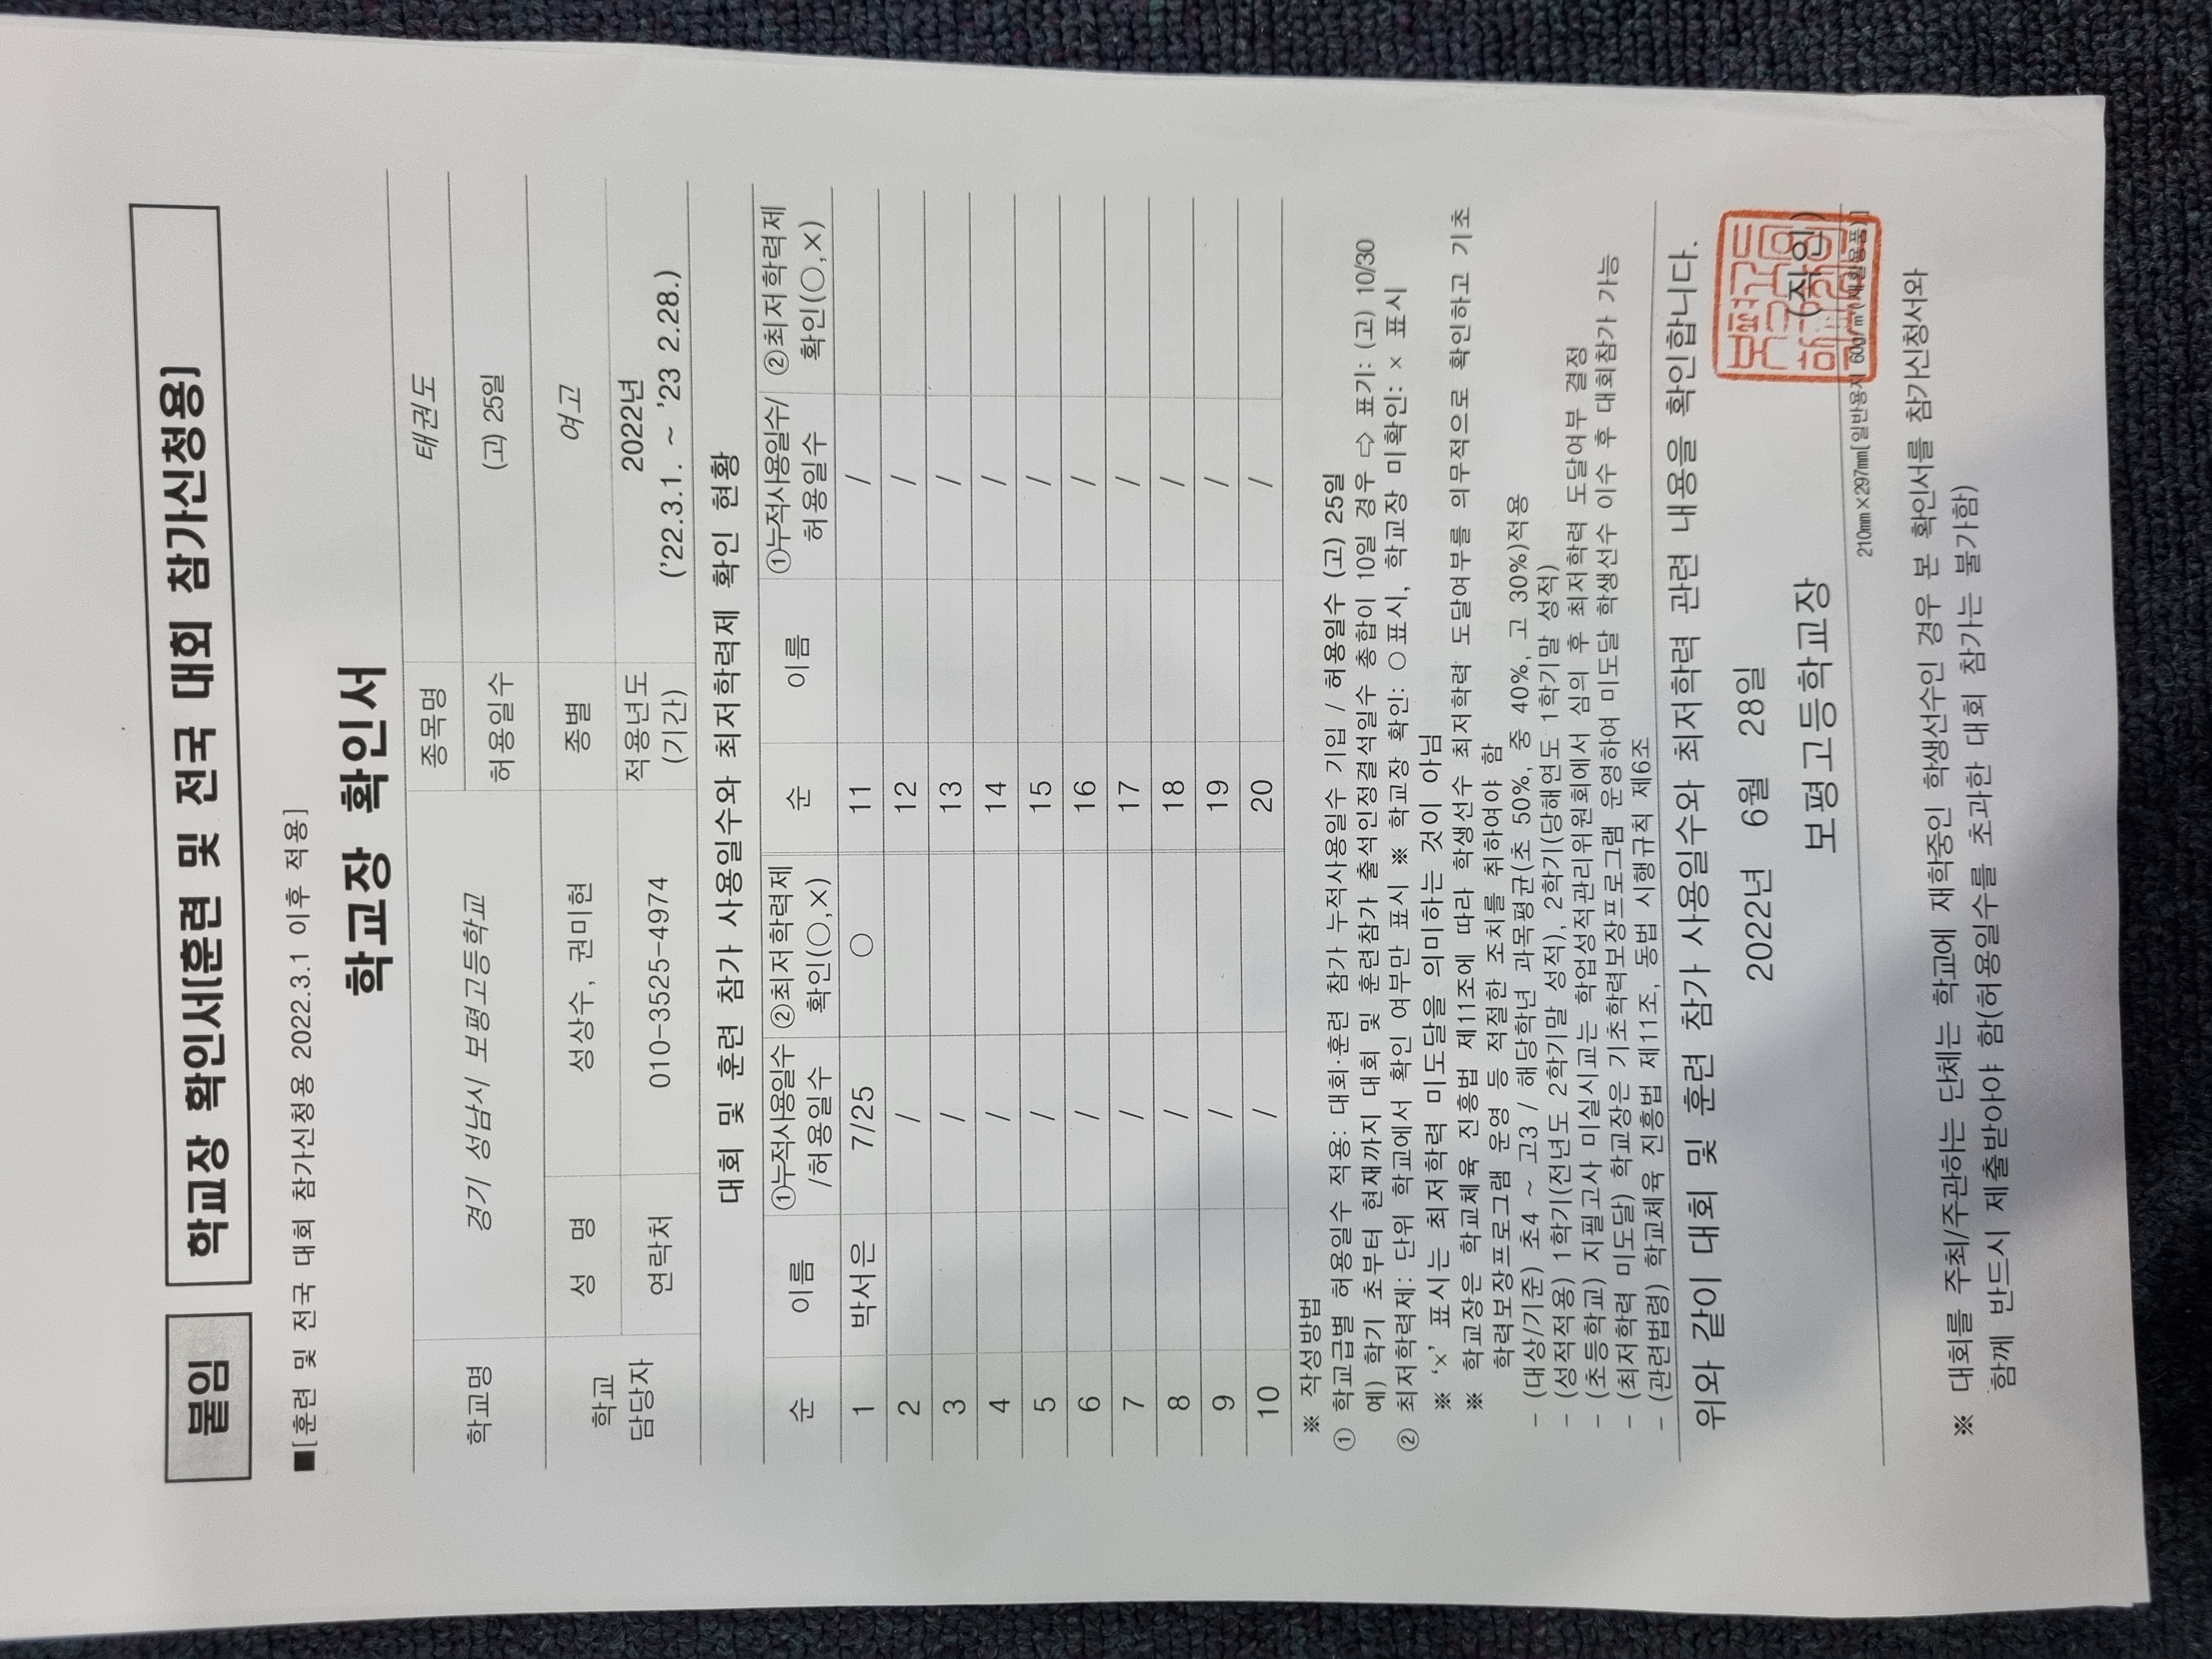 붙임
학교장 확인서[훈련 및 전국 대회 참가신청용]
■[훈련 및 전국 대회 참가신청용 2022.3.1 이후 적용]
학교장 확인서
학교명 경기 성남시 보평고등학교 종목명 태권도
허용일수 (고) 25일
학교 담당자 성 명 성상수, 권미현 종별 여고
연락처 010-3525-4974 적용년도 (기간) 2022년
('22.3.1. ~ '23 2.28.)
대회 및 훈련 참가 사용일수와 최저학력제 확인 현황
순 이름 ①누적사용일수/허용일수 ②최저학력제 확인(○,×) 순 이름 ①누적사용일수/허용일수 ②최저학력제 확인(○,×)
1 박서은 7/25 ○ 11 /
2 / 12 /
3 / 13 /
4 / 14 /
5 / 15 /
6 / 16 /
7 / 17 /
8 / 18 /
9 / 19 /
10 / 20 /
※ 작성방법
① 학교급별 허용일수 적용: 대회·훈련 참가 누적사용일수 기입 / 허용일수 (고) 25일
예) 학기 초부터 현재까지 대회 및 훈련참가 출석인정결석일수 총합이 10일 경우 ⇨ 표기: (고) 10/30
② 최저학력제: 단위 학교에서 확인 여부만 표시 ※ 학교장 확인: ○표시, 학교장 미확인: × 표시
※ '×' 표시는 최저학력 미도달을 의미하는 것이 아님
※ 학교장은 학교체육 진흥법 제11조에 따라 학생선수 최저학력 도달여부를 의무적으로 확인하고 기초
학력보장프로그램 운영 등 적절한 조치를 취하여야 함
- (대상/기준) 초4 ~ 고3 / 해당학년 과목평균(초 50%, 중 40%, 고 30%)적용
- (성적적용) 1학기(전년도 2학기말 성적), 2학기(당해연도 1학기말 성적)
- (초등학교) 지필고사 미실시교는 학업성적관리위원회에서 심의 후 최저학력 도달여부 결정
- (최저학력 미도달) 학교장은 기초학력보장프로그램 운영하여 미도달 학생선수 이수 후 대회참가 가능
- (관련법령) 학교체육 진흥법 제11조, 동법 시행규칙 제6조
위와 같이 대회 및 훈련 참가 사용일수와 최저학력 관련 내용을 확인합니다.
2022년 6월 28일
보평고등학교장 (직인)
210㎜×297㎜[일반용지 60g/㎡(재활용품)]
※ 대회를 주최/주관하는 단체는 학교에 재학중인 학생선수인 경우 본 확인서를 참가신청서와
함께 반드시 제출받아야 함(허용일수를 초과한 대회 참가는 불가함)